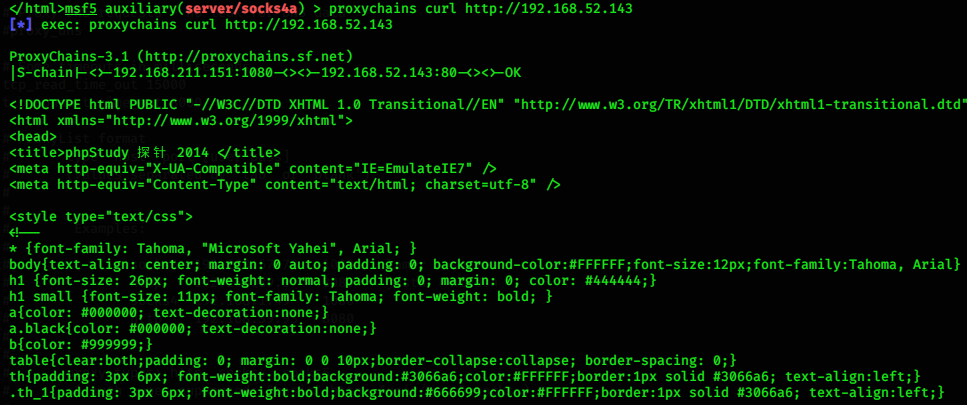 </html>msf5 auxiliary(server/socks4a) > proxychains curl http://192.168.52.143
[*] exec: proxychains curl http://192.168.52.143
ProxyChains-3.1 (http://proxychains.sf.net)
|S-chain|-<>-192.168.211.151:1080-<><>-192.168.52.143:80-<><>-OK
<!DOCTYPE html PUBLIC "-//W3C//DTD XHTML 1.0 Transitional//EN" "http://www.w3.org/TR/xhtml1/DTD/xhtml1-transitional.dtd"
<html xmlns="http://www.w3.org/1999/xhtml">
<head>
<title>phpStudy 探针 2014 </title>
<meta http-equiv="X-UA-Compatible" content="IE=EmulateIE7" />
<meta http-equiv="Content-Type" content="text/html; charset=utf-8" />
<style type="text/css">
<!--
* {font-family: Tahoma, "Microsoft Yahei", Arial; }
body{text-align: center; margin: 0 auto; padding: 0; background-color:#FFFFFF;font-size:12px;font-family:Tahoma, Arial}
h1 {font-size: 26px; font-weight: normal; padding: 0; margin: 0; color: #444444;}
h1 small {font-size: 11px; font-family: Tahoma; font-weight: bold; }
a{color: #000000; text-decoration:none;}
a.black{color: #000000; text-decoration:none;}
b{color: #999999;}
table{clear:both;padding: 0; margin: 0 0 10px;border-collapse:collapse; border-spacing: 0;}
th{padding: 3px 6px; font-weight:bold;background:#3066a6;color:#FFFFFF;border:1px solid #3066a6; text-align:left;}
.th_1{padding: 3px 6px; font-weight:bold;background:#666699;color:#FFFFFF;border:1px solid #3066a6; text-align:left;}